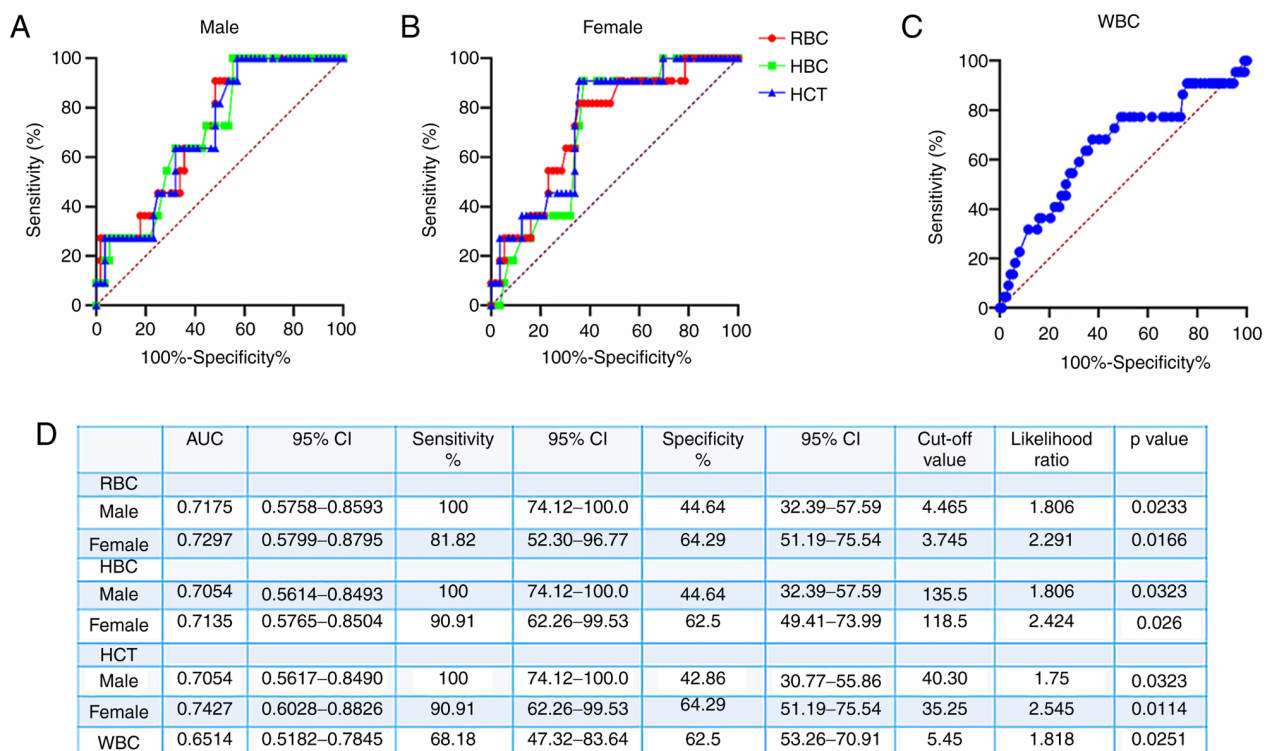 A
Male
B
Female
RBC
HBC
HCT
C
WBC
Sensitivity (%)
100
80
60
40
20
0
0 20 40 60 80 100
100%-Specificity%
Sensitivity (%)
100
80
60
40
20
0
0 20 40 60 80 100
100%-Specificity%
Sensitivity (%)
100
80
60
40
20
0
0 20 40 60 80 100
100%-Specificity%
D
AUC 95% CI Sensitivity % 95% CI Specificity % 95% CI Cut-off value Likelihood ratio p value
RBC
Male 0.7175 0.5758–0.8593 100 74.12–100.0 44.64 32.39–57.59 4.465 1.806 0.0233
Female 0.7297 0.5799–0.8795 81.82 52.30–96.77 64.29 51.19–75.54 3.745 2.291 0.0166
HBC
Male 0.7054 0.5614–0.8493 100 74.12–100.0 44.64 32.39–57.59 135.5 1.806 0.0323
Female 0.7135 0.5765–0.8504 90.91 62.26–99.53 62.5 49.41–73.99 118.5 2.424 0.026
HCT
Male 0.7054 0.5617–0.8490 100 74.12–100.0 42.86 30.77–55.86 40.30 1.75 0.0323
Female 0.7427 0.6028–0.8826 90.91 62.26–99.53 64.29 51.19–75.54 35.25 2.545 0.0114
WBC 0.6514 0.5182–0.7845 68.18 47.32–83.64 62.5 53.26–70.91 5.45 1.818 0.0251